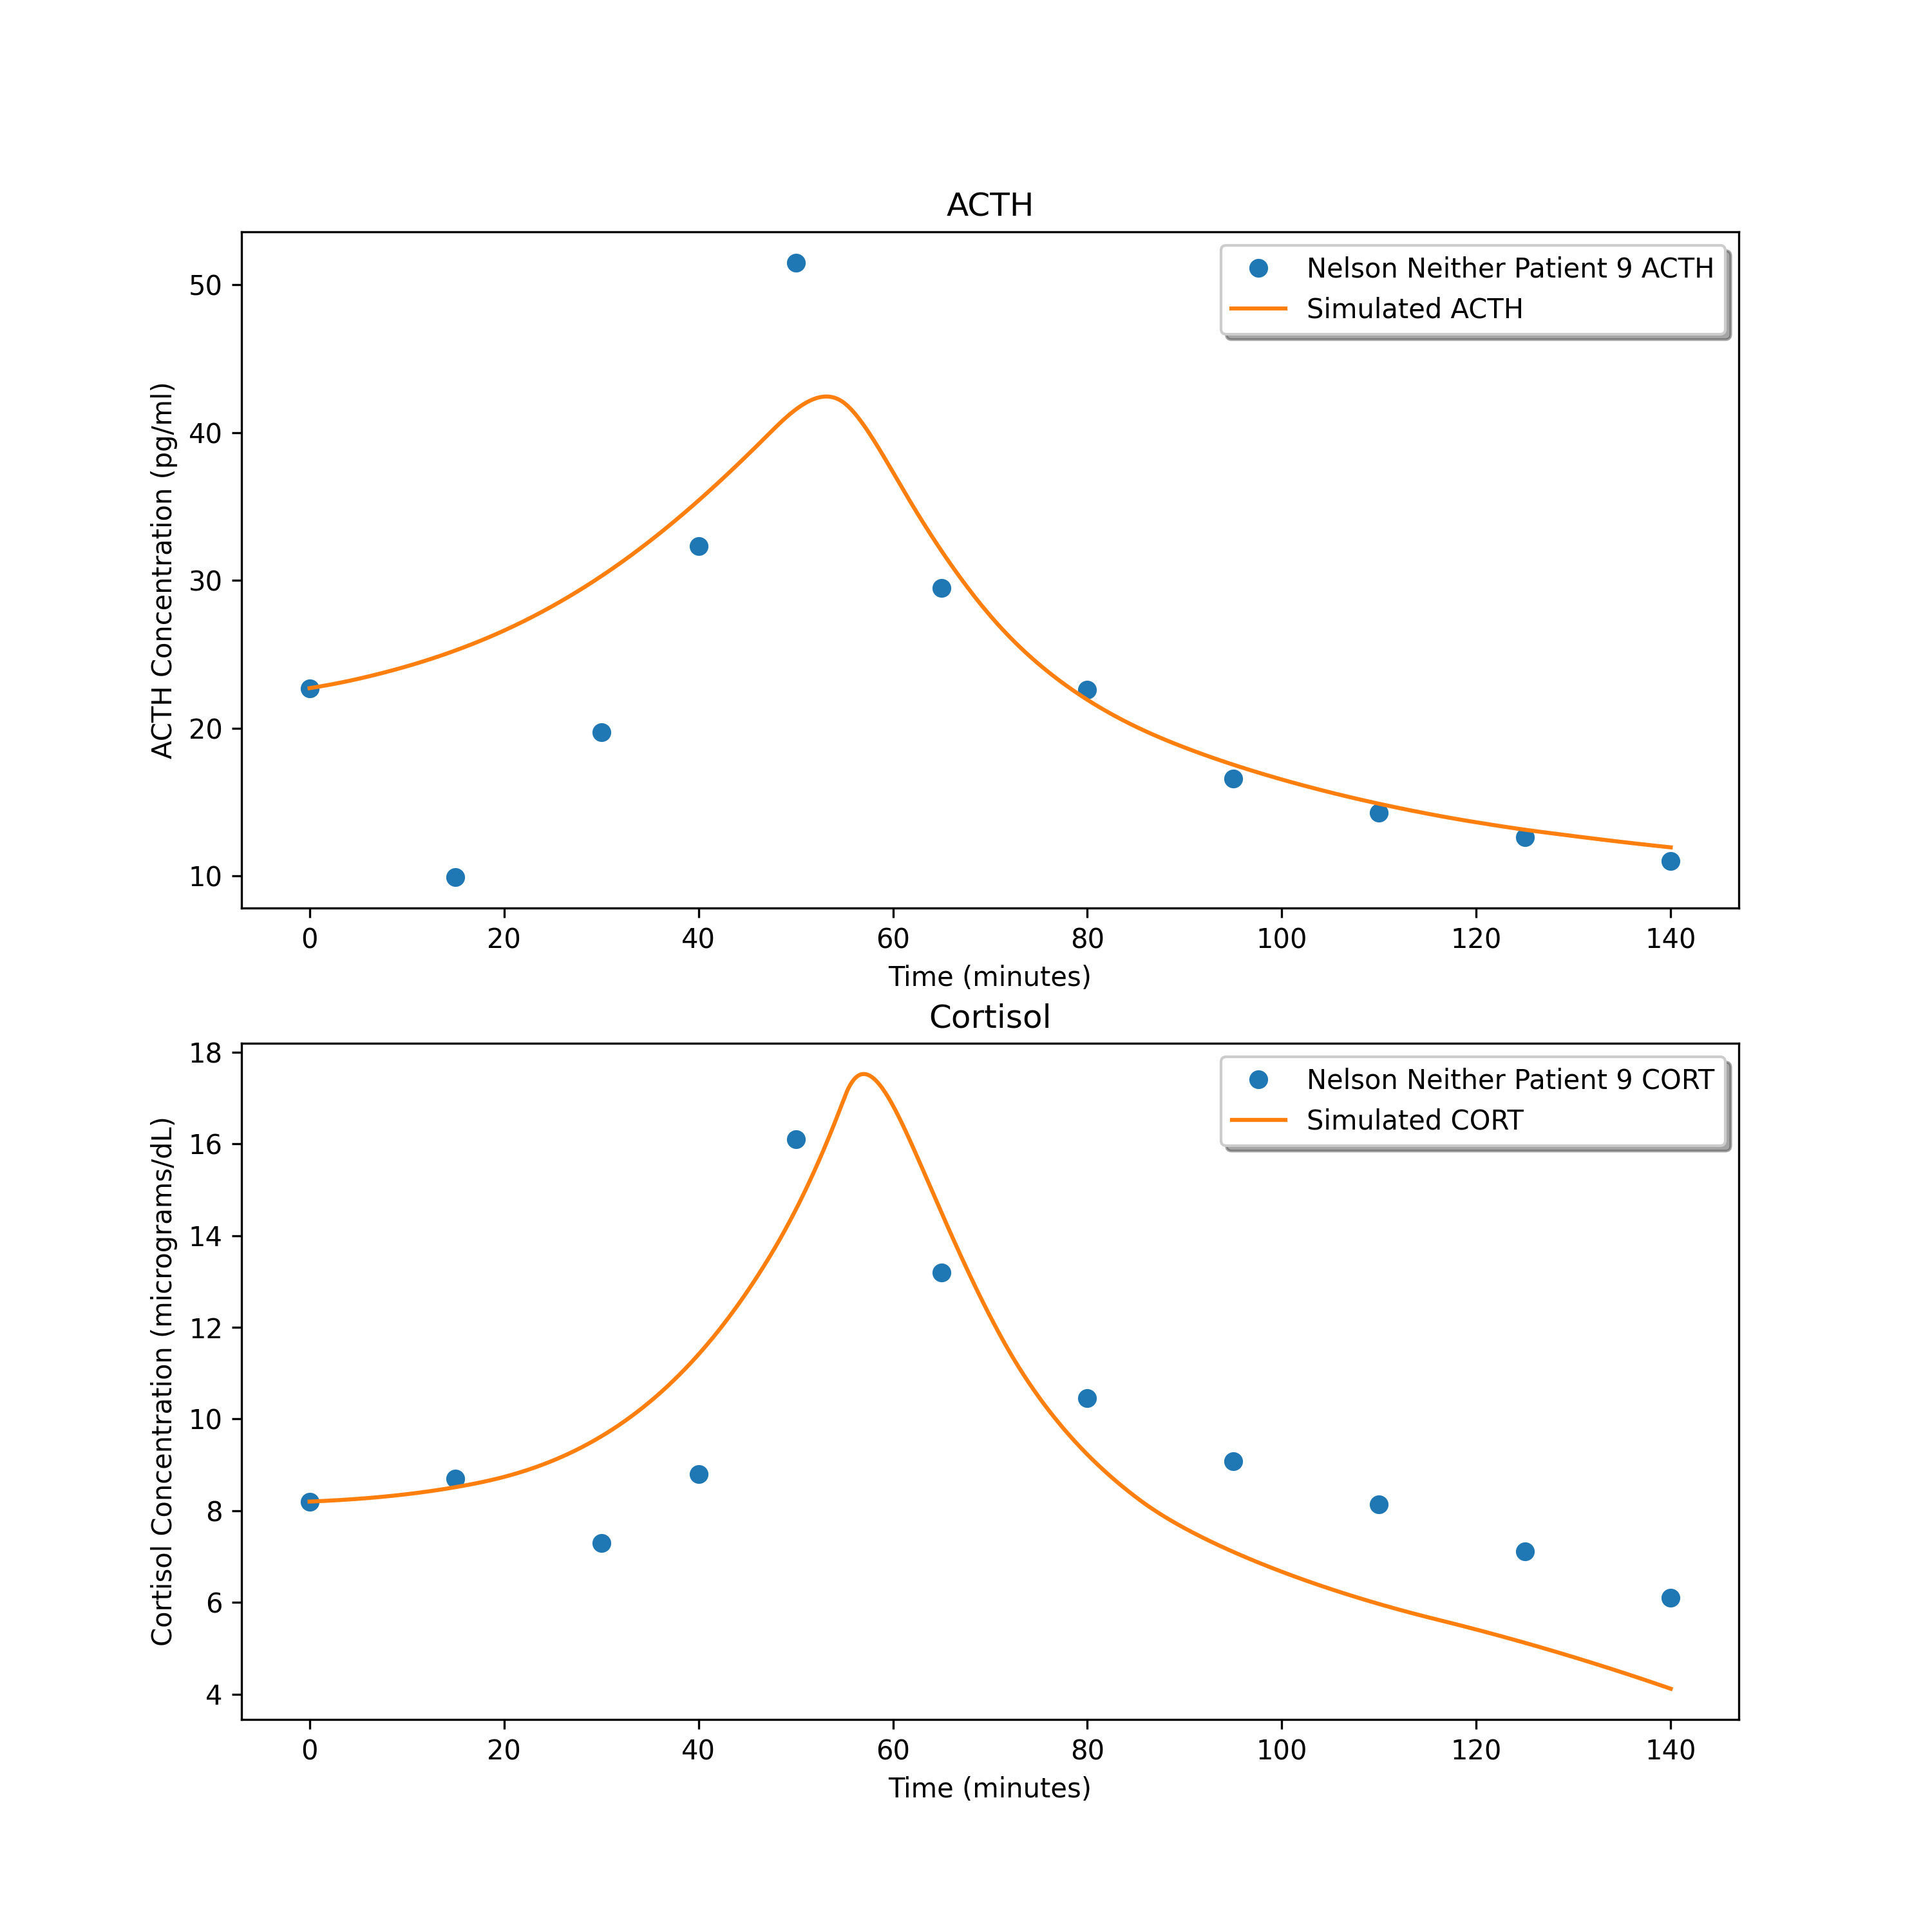 ACTH
Nelson Neither Patient 9 ACTH
Simulated ACTH
ACTH Concentration (pg/ml)
50
40
30
20
10
0 20 40 60 80 100 120 140
Time (minutes)
Cortisol
Nelson Neither Patient 9 CORT
Simulated CORT
Cortisol Concentration (micrograms/dL)
18
16
14
12
10
8
6
4
0 20 40 60 80 100 120 140
Time (minutes)